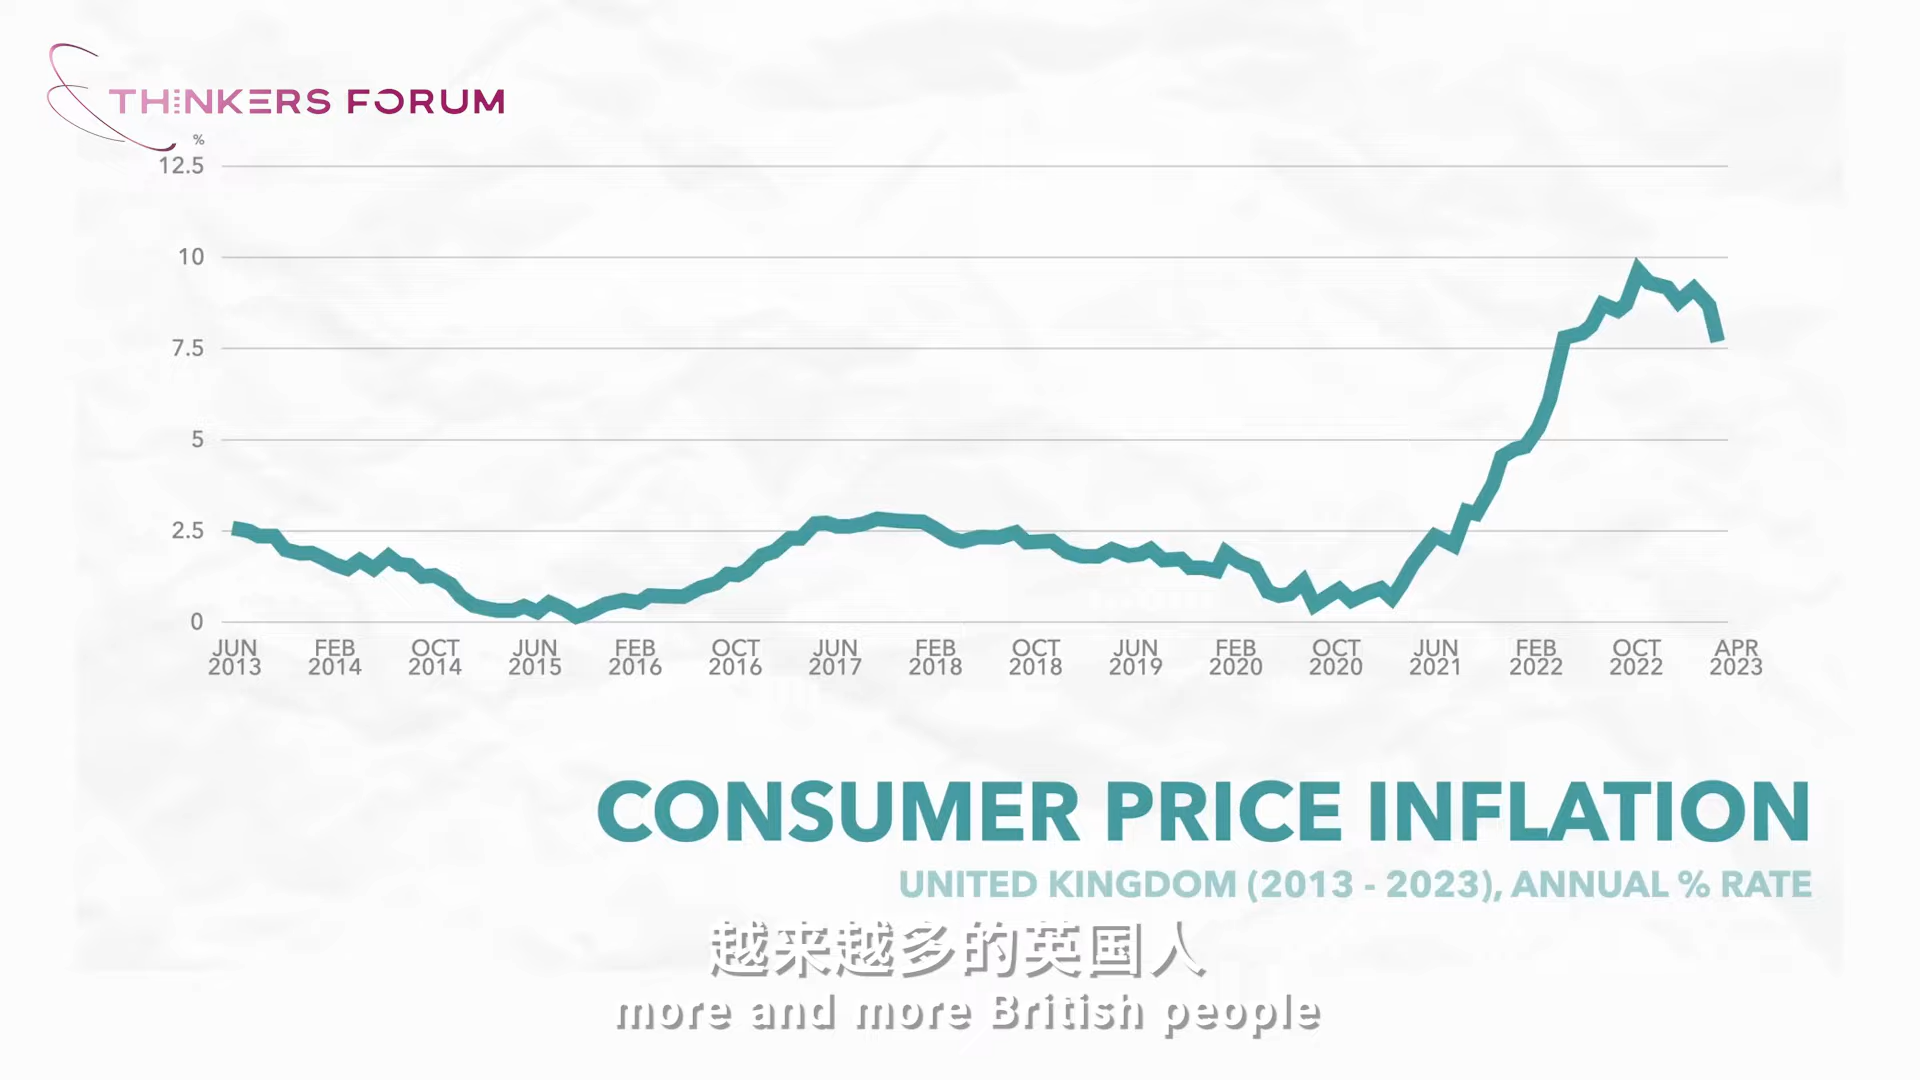 THINKERS FORUM
%
12.5
10
7.5
5
2.5
0
JUN FEB OCT JUN FEB OCT JUN FEB OCT JUN FEB OCT JUN FEB OCT APR
2013 2014 2014 2015 2016 2016 2017 2018 2018 2019 2020 2020 2021 2022 2022 2023
CONSUMER PRICE INFLATION
UNITED KINGDOM (2013 - 2023), ANNUAL % RATE
越来越多的英国人
more and more British people